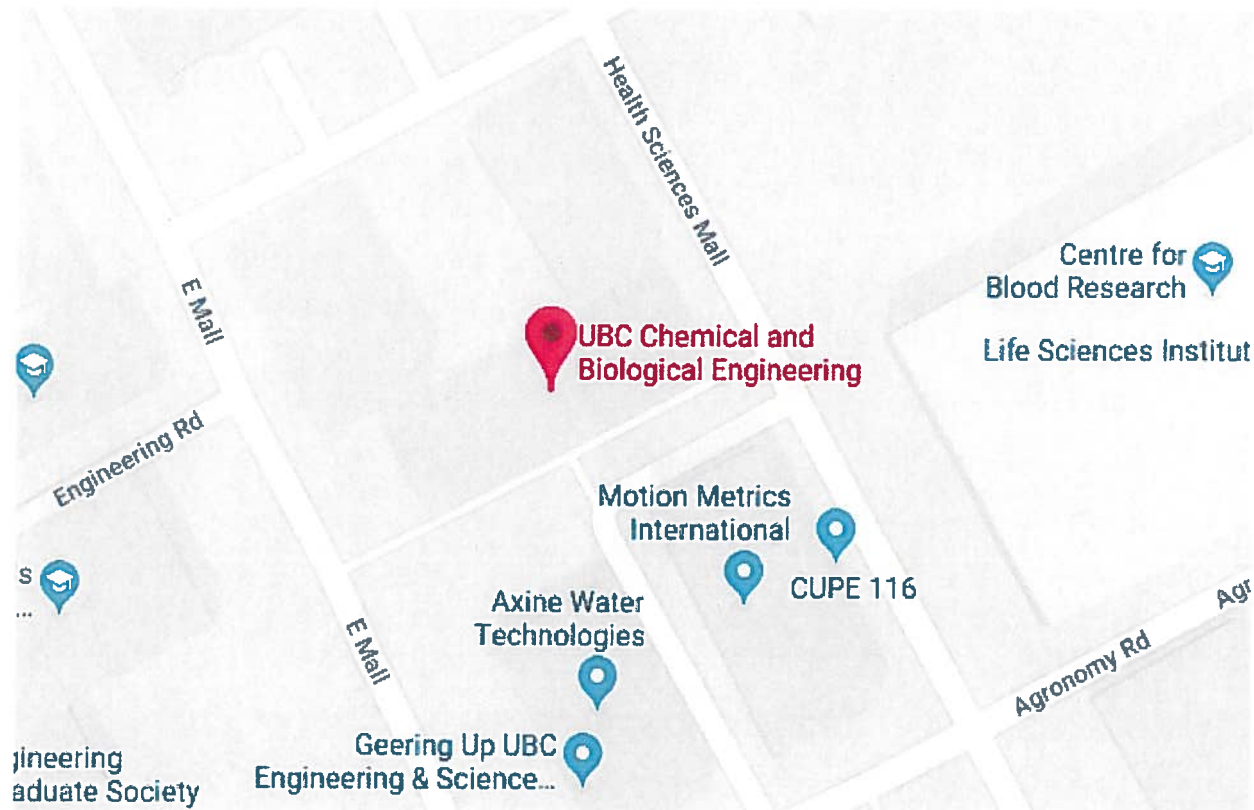 Health Sciences Mall
Centre for
Blood Research
E Mall
UBC Chemical and
Biological Engineering
Life Sciences Institut
Engineering Rd
Motion Metrics
International
CUPE 116
s
...
Axine Water
Technologies
Agr
E Mall
Agronomy Rd
Geering Up UBC
Engineering & Science...
gineering
aduate Society